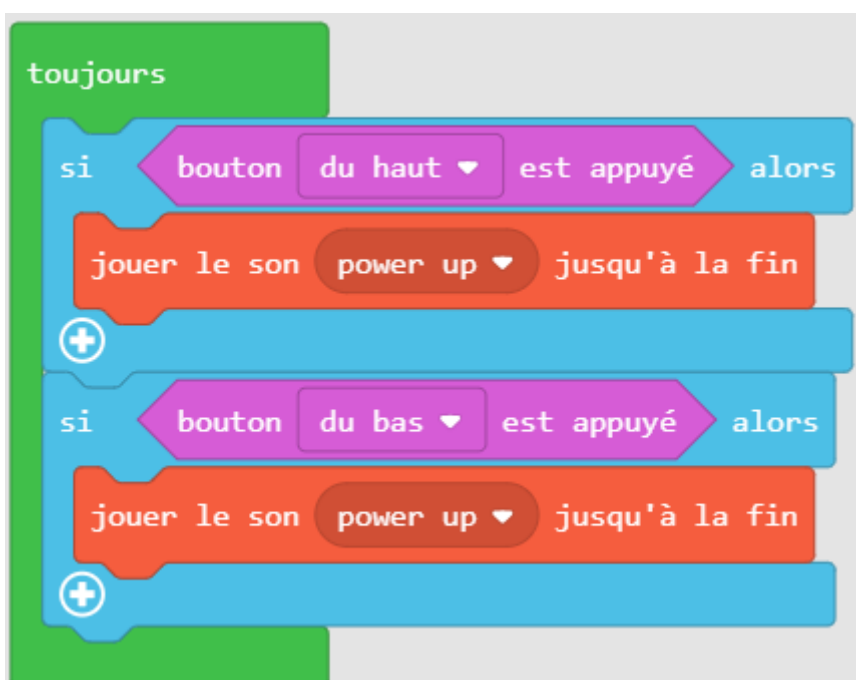 toujours
si bouton du haut est appuyé alors
jouer le son power up jusqu'à la fin
si bouton du bas est appuyé alors
jouer le son power up jusqu'à la fin